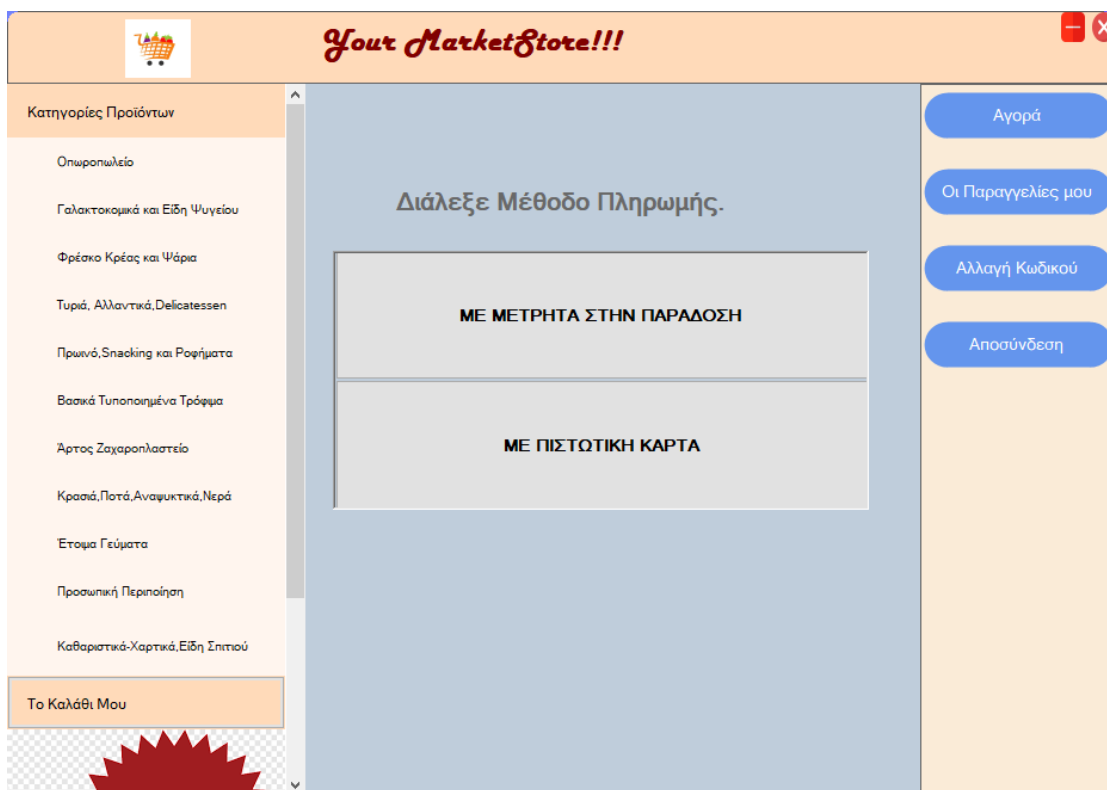 Your MarketStore!!!
Κατηγορίες Προϊόντων
Οπωροπωλείο
Γαλακτοκομικά και Είδη Ψυγείου
Φρέσκο Κρέας και Ψάρια
Τυριά, Αλλαντικά,Delicatessen
Πρωινό,Snacking και Ροφήματα
Βασικά Τυποποιημένα Τρόφιμα
Άρτος Ζαχαροπλαστείο
Κρασιά,Ποτά,Αναψυκτικά,Νερά
Έτοιμα Γεύματα
Προσωπική Περιποίηση
Καθαριστικά-Χαρτικά,Είδη Σπιτιού
Το Καλάθι Μου
Διάλεξε Μέθοδο Πληρωμής.
ΜΕ ΜΕΤΡΗΤΑ ΣΤΗΝ ΠΑΡΑΔΟΣΗ
ΜΕ ΠΙΣΤΩΤΙΚΗ ΚΑΡΤΑ
Αγορά
Οι Παραγγελίες μου
Αλλαγή Κωδικού
Αποσύνδεση